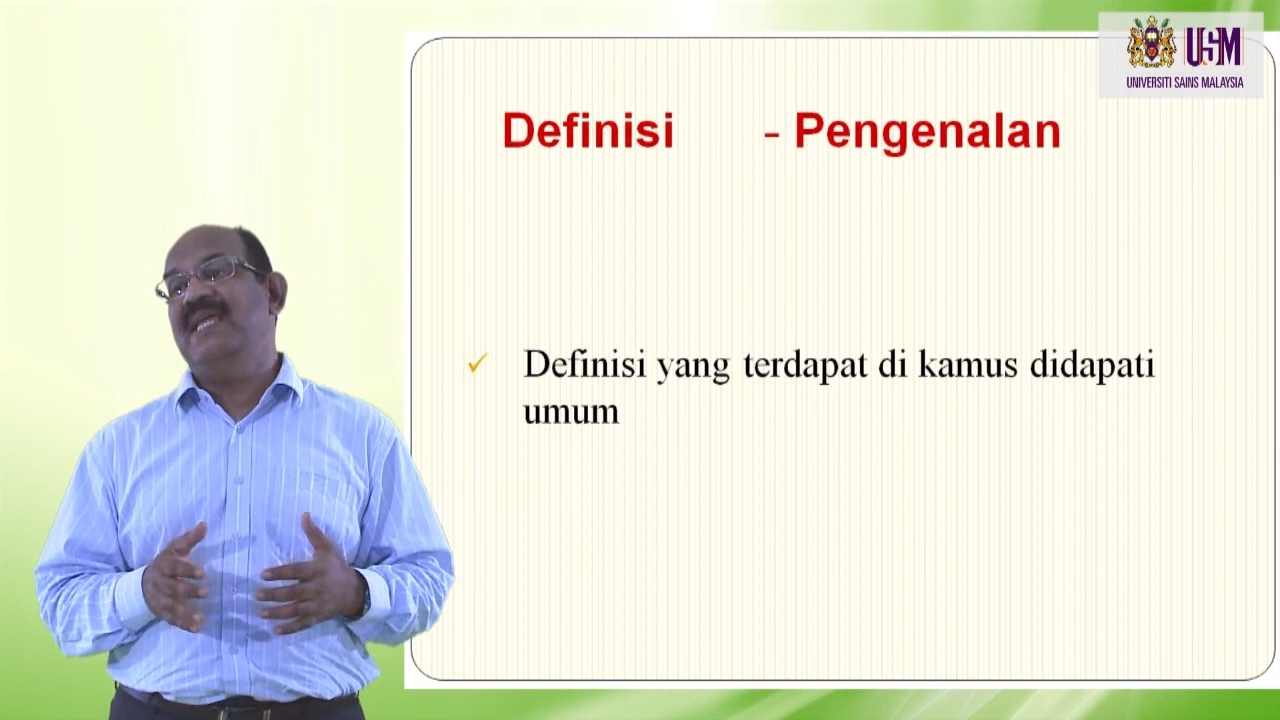 USM
UNIVERSITI SAINS MALAYSIA
Definisi - Pengenalan
✓ Definisi yang terdapat di kamus didapati
umum